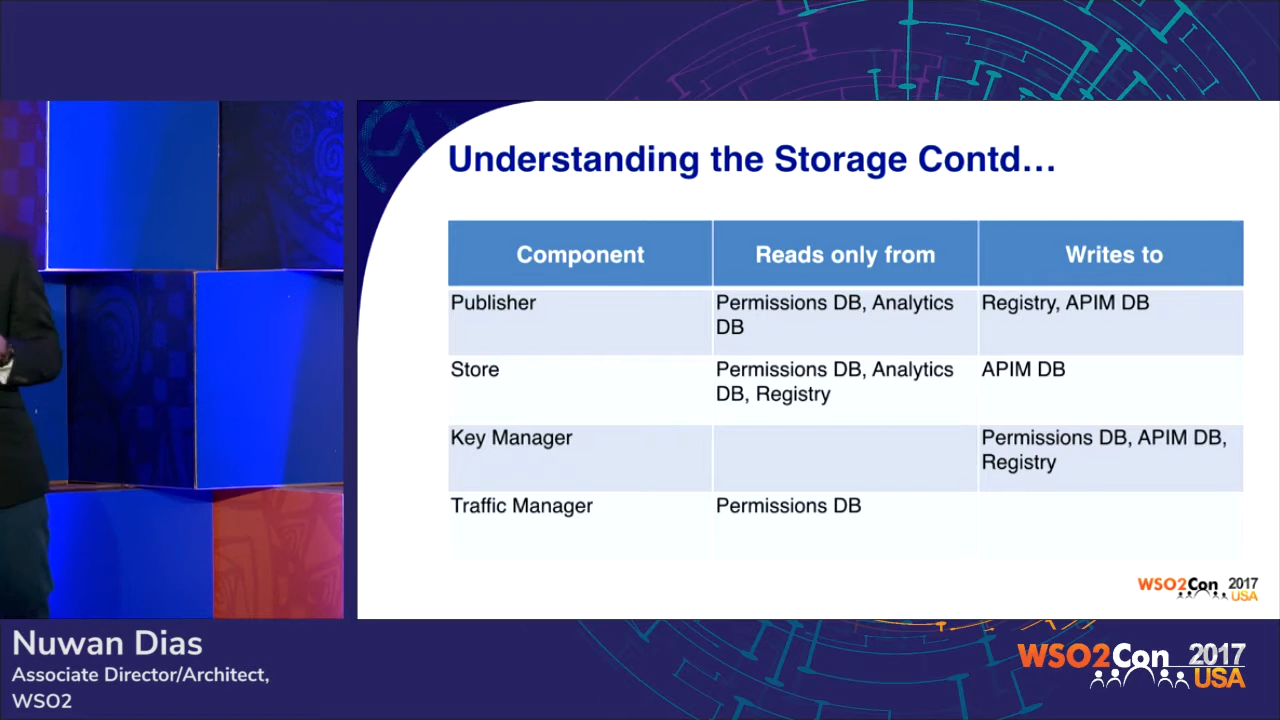 Understanding the Storage Contd…
Component
Reads only from
Writes to
Publisher
Permissions DB, Analytics
DB
Registry, APIM DB
Store
Permissions DB, Analytics
DB, Registry
APIM DB
Key Manager
Permissions DB, APIM DB,
Registry
Traffic Manager
Permissions DB
WSO2Con 2017
USA
Nuwan Dias
Associate Director/Architect,
WSO2
WSO2Con 2017
USA